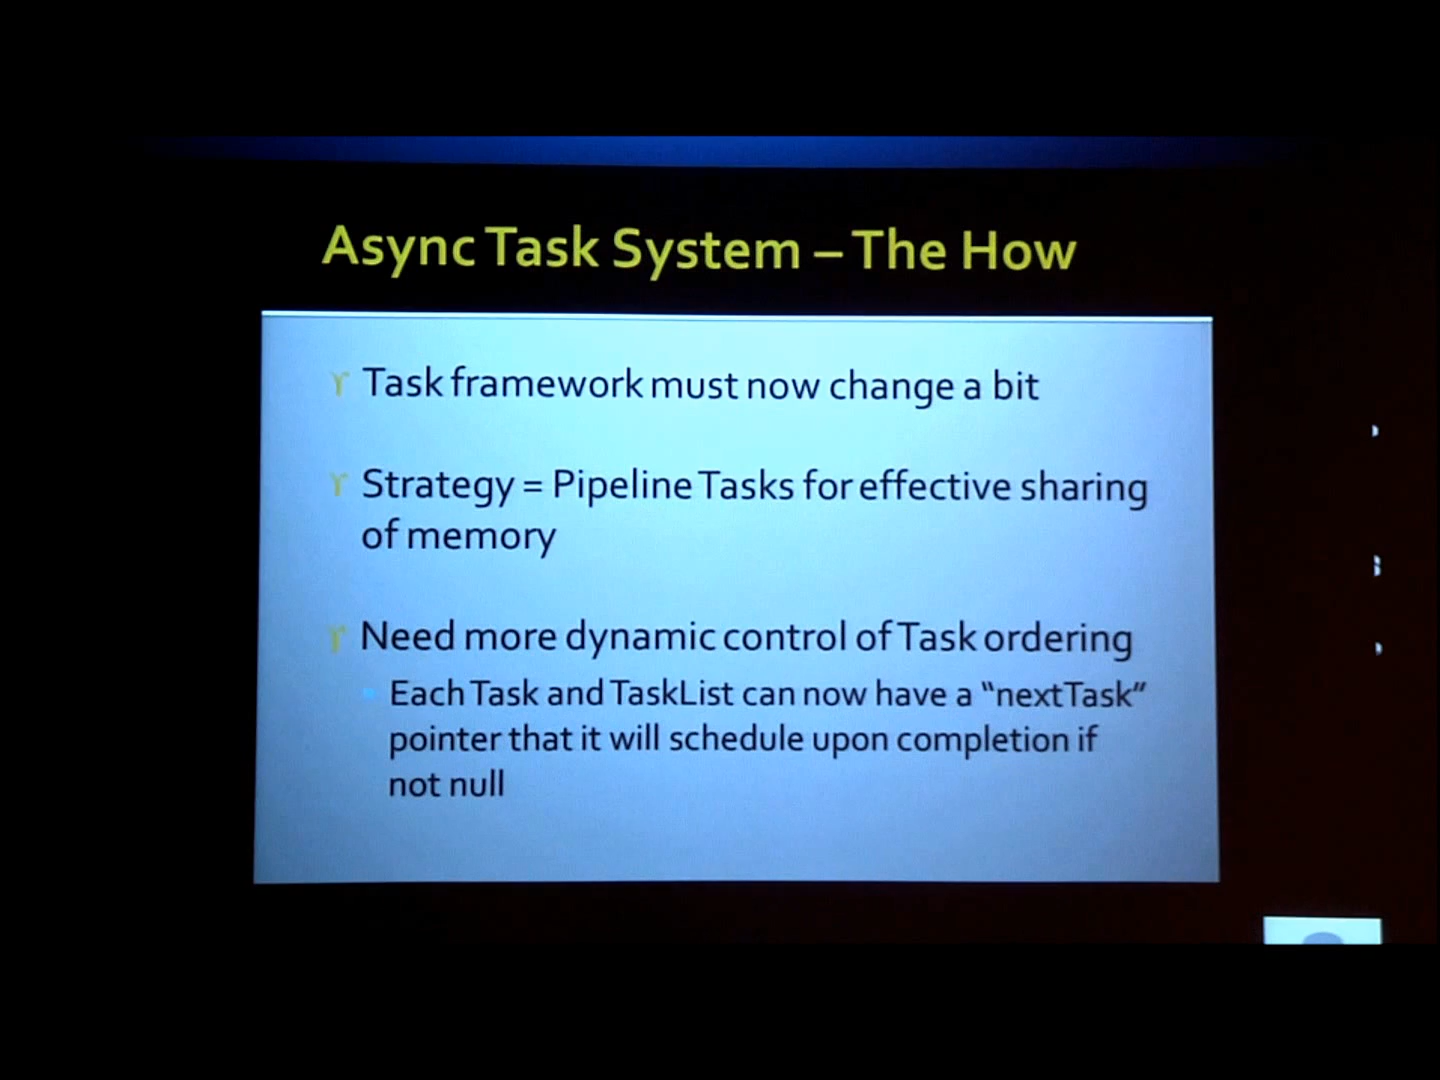 Async Task System – The How
Task framework must now change a bit
Strategy = Pipeline Tasks for effective sharing
of memory
Need more dynamic control of Task ordering
Each Task and TaskList can now have a “nextTask”
pointer that it will schedule upon completion if
not null